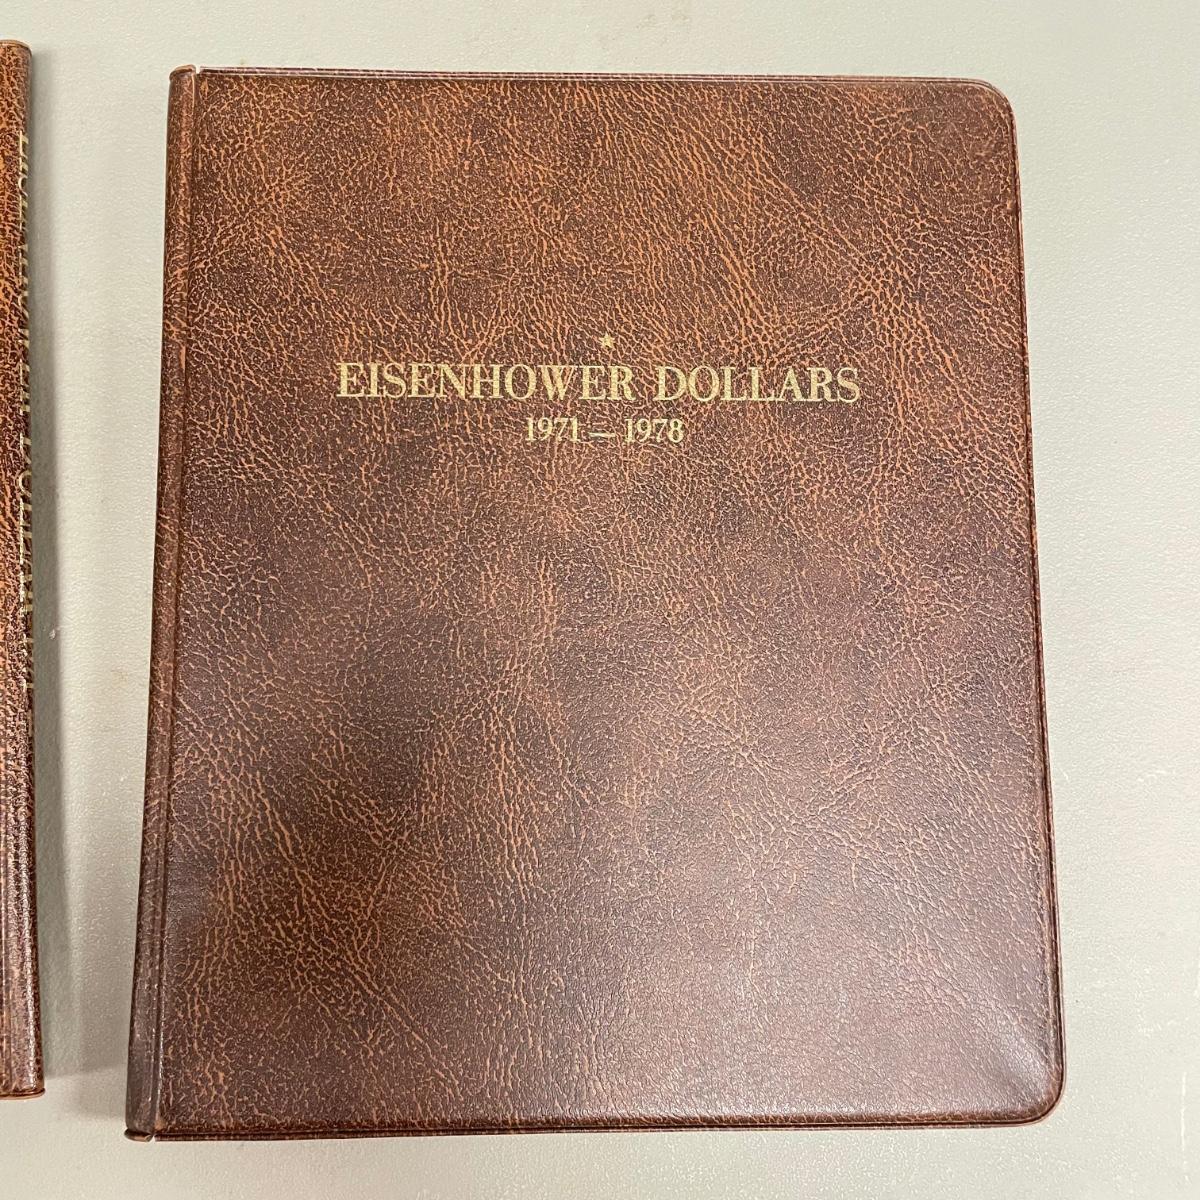 EISENHOWER DOLLARS
1971 — 1978